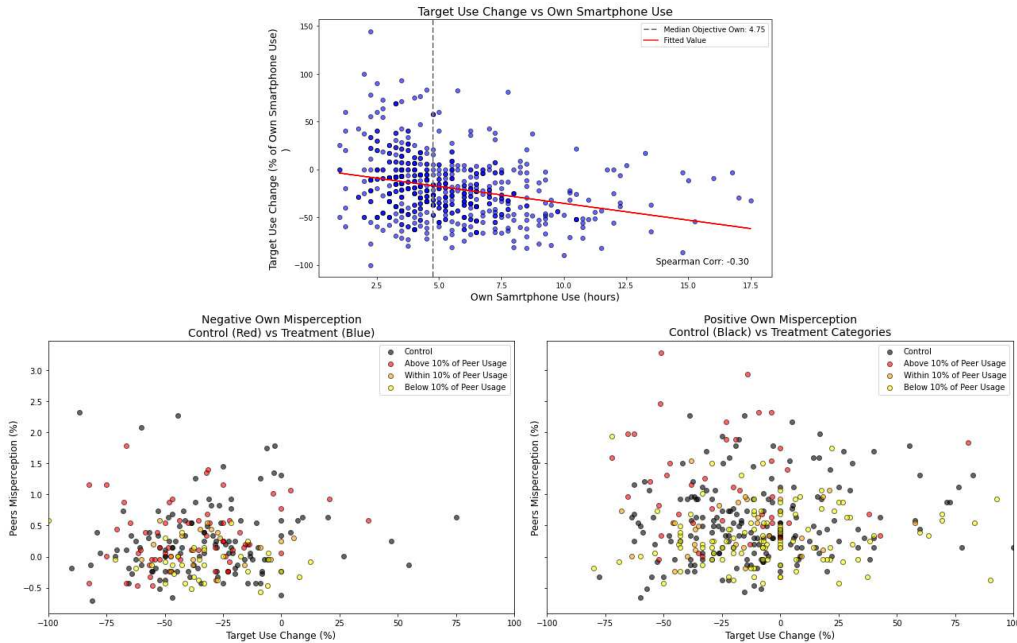 Target Use Change vs Own Smartphone Use
Target Use Change (% of Own Smartphone Use)
)
150
100
50
0
−50
−100
Median Objective Own: 4.75
Fitted Value
Spearman Corr: -0.30
2.5
5.0
7.5
10.0
12.5
15.0
17.5
Own Samrtphone Use (hours)
Negative Own Misperception
Control (Red) vs Treatment (Blue)
Peers Misperception (%)
3.0
2.5
2.0
1.5
1.0
0.5
0.0
−0.5
Control
Above 10% of Peer Usage
Within 10% of Peer Usage
Below 10% of Peer Usage
−100
−75
−50
−25
0
25
50
75
100
Target Use Change (%)
Positive Own Misperception
Control (Black) vs Treatment Categories
Peers Misperception (%)
Control
Above 10% of Peer Usage
Within 10% of Peer Usage
Below 10% of Peer Usage
−100
−75
−50
−25
0
25
50
75
100
Target Use Change (%)